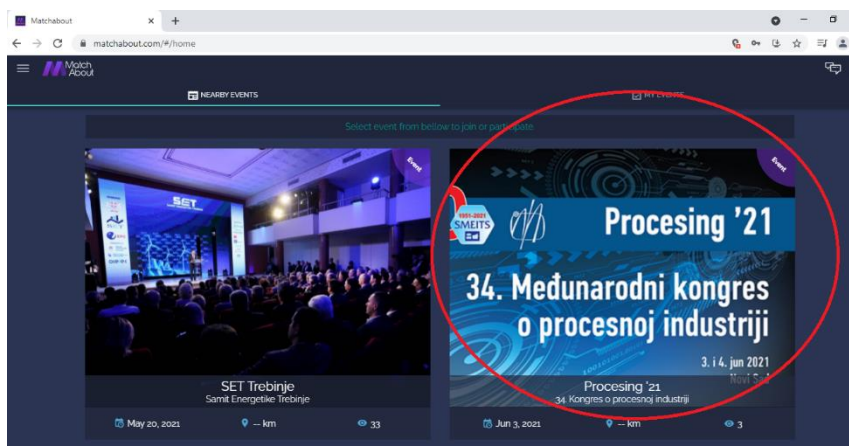 Matchabout
matchabout.com/#/home
Match
About
NEARBY EVENTS
MY EVENTS
Select event from bellow to join or participate.
Event
SET
SET Trebinje
Samit Energetike Trebinje
May 20, 2021
-- km
33
Event
1951-2021
SMEITS
Procesing '21
34. Međunarodni kongres
o procesnoj industriji
3. i 4. jun 2021
Novi Sad
Procesing '21
34. Kongres o procesnoj industriji
Jun 3, 2021
-- km
3